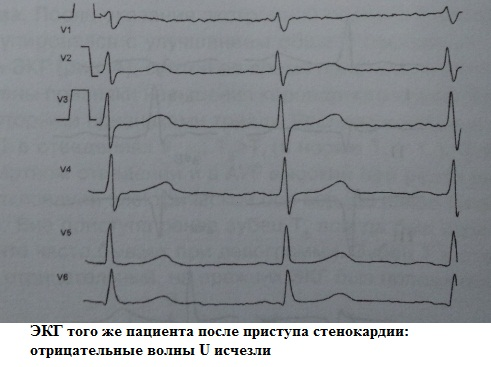 V1
V2
V3
V4
V5
V6
ЭКГ того же пациента после приступа стенокардии:
отрицательные волны U исчезли